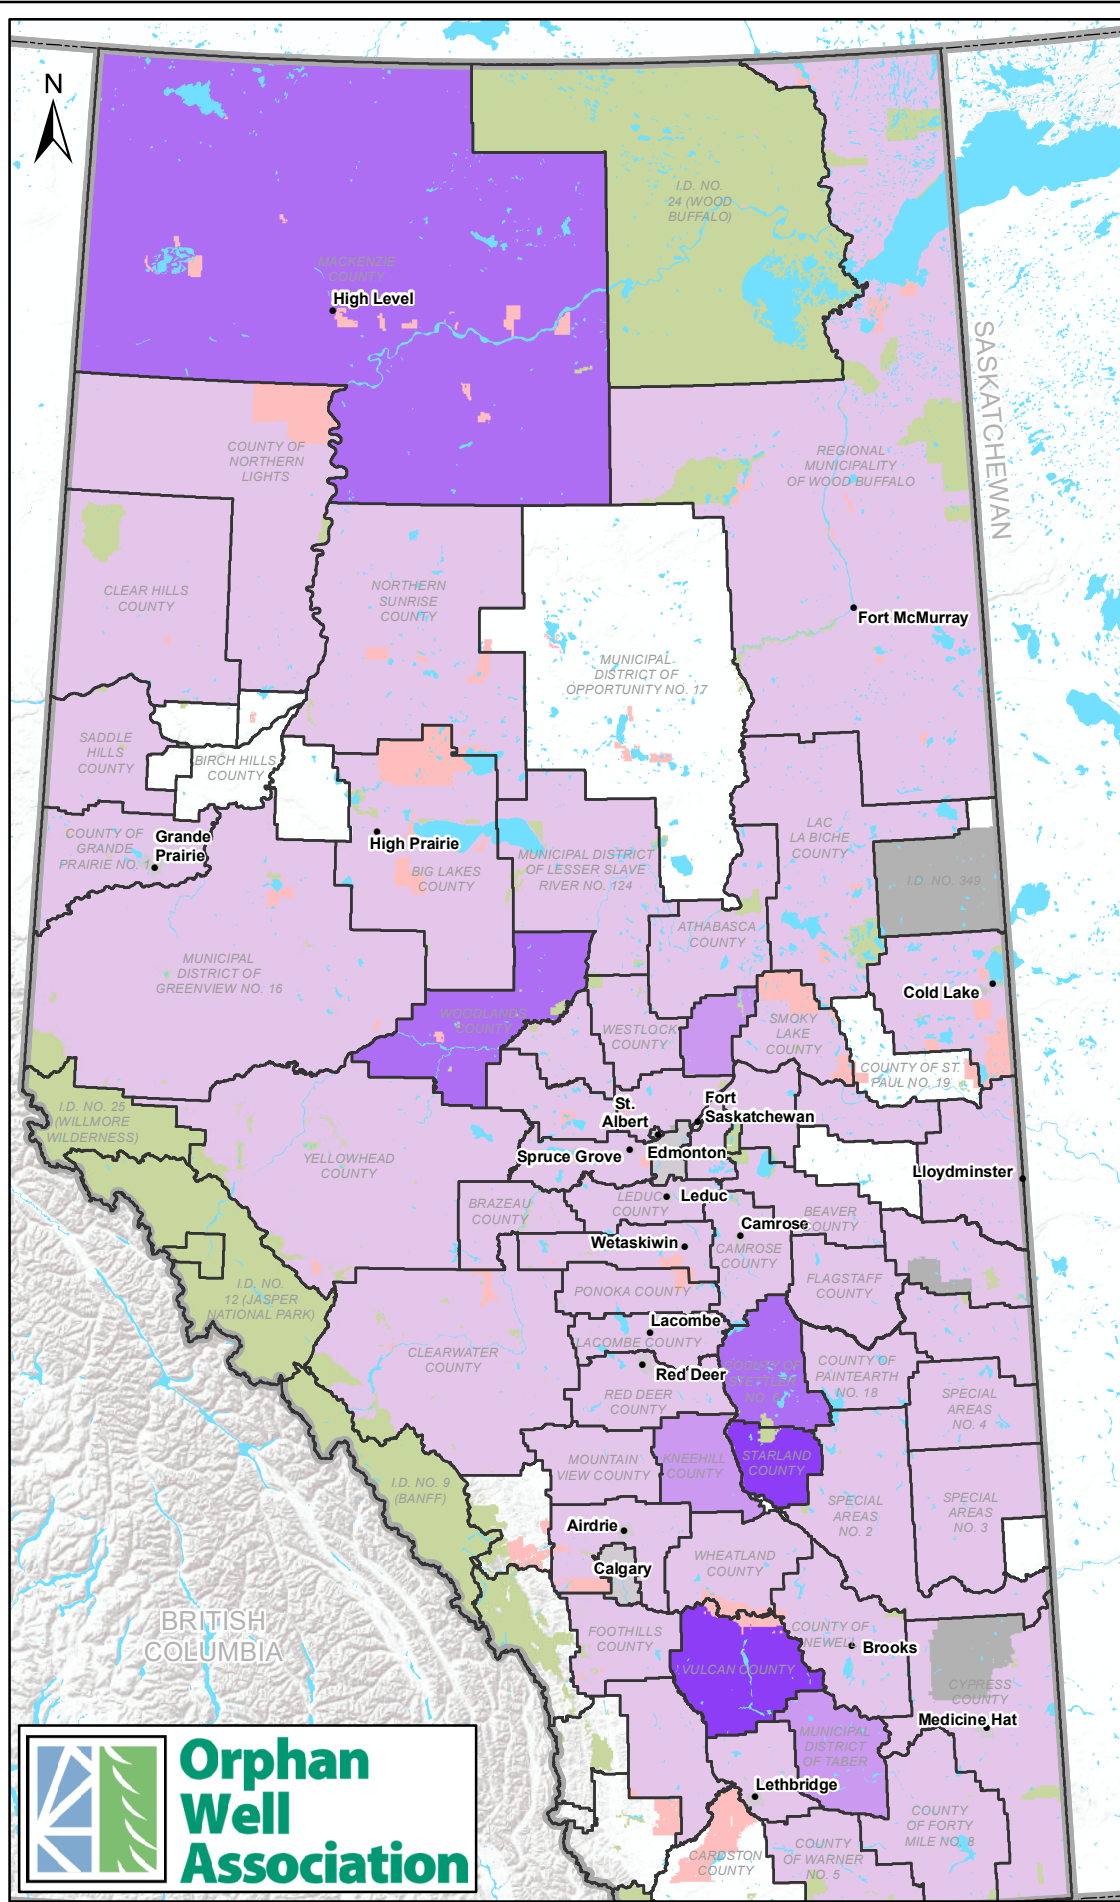 N
I.D. NO.
24 (WOOD
BUFFALO)
MACKENZIE
COUNTY
High Level
SASKATCHEWAN
COUNTY OF
NORTHERN
LIGHTS
REGIONAL
MUNICIPALITY
OF WOOD BUFFALO
CLEAR HILLS
COUNTY
NORTHERN
SUNRISE
COUNTY
Fort McMurray
MUNICIPAL
DISTRICT OF
OPPORTUNITY NO. 17
SADDLE
HILLS
COUNTY
BIRCH HILLS
COUNTY
COUNTY OF
GRANDE
PRAIRIE NO. 1
Grande
Prairie
High Prairie
BIG LAKES
COUNTY
MUNICIPAL DISTRICT
OF LESSER SLAVE
RIVER NO. 124
LAC
LA BICHE
COUNTY
I.D. NO. 349
ATHABASCA
COUNTY
MUNICIPAL
DISTRICT OF
GREENVIEW NO. 16
Cold Lake
WOODLANDS
COUNTY
WESTLOCK
COUNTY
SMOKY
LAKE
COUNTY
COUNTY OF ST.
PAUL NO. 19
I.D. NO. 25
(WILLMORE
WILDERNESS)
St.
Albert
Fort
Saskatchewan
YELLOWHEAD
COUNTY
Spruce Grove
Edmonton
Lloydminster
BRAZEAU
COUNTY
LEDUC
COUNTY
Leduc
BEAVER
COUNTY
Camrose
Wetaskiwin
CAMROSE
COUNTY
I.D. NO.
12 (JASPER
NATIONAL PARK)
PONOKA COUNTY
FLAGSTAFF
COUNTY
Lacombe
LACOMBE COUNTY
CLEARWATER
COUNTY
Red Deer
RED DEER
COUNTY
COUNTY OF
STETTLER
NO. 6
COUNTY OF
PAINTEARTH
NO. 18
SPECIAL
AREAS
NO. 4
MOUNTAIN
VIEW COUNTY
KNEEHILL
COUNTY
STARLAND
COUNTY
I.D. NO. 9
(BANFF)
SPECIAL
AREAS
NO. 2
SPECIAL
AREAS
NO. 3
Airdrie
Calgary
WHEATLAND
COUNTY
BRITISH
COLUMBIA
FOOTHILLS
COUNTY
COUNTY OF
NEWELL
Brooks
VULCAN COUNTY
CYPRESS
COUNTY
Medicine Hat
MUNICIPAL
DISTRICT
OF TABER
Lethbridge
COUNTY
OF FORTY
MILE NO. 8
CARDSTON
COUNTY
COUNTY
OF WARNER
NO. 5
Orphan
Well
Association